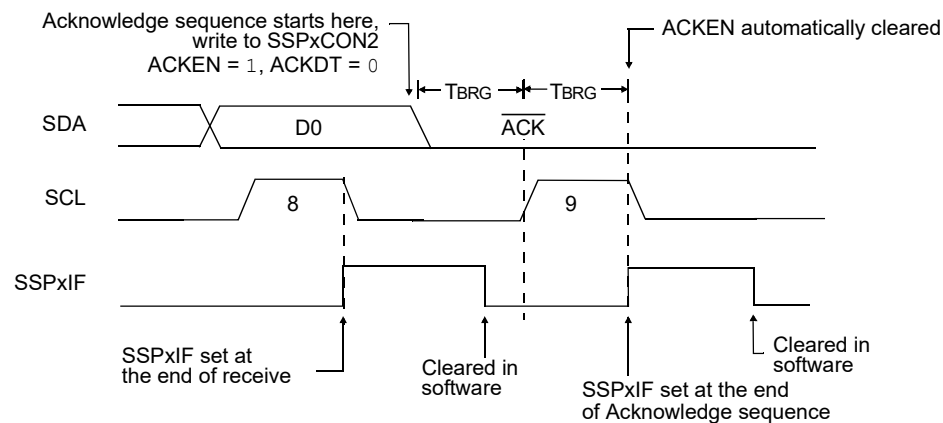 Acknowledge sequence starts here,
write to SSPxCON2
ACKEN = 1, ACKDT = 0
ACKEN automatically cleared
TBRG
TBRG
SDA
D0
ACK
SCL
8
9
SSPxIF
SSPxIF set at
the end of receive
Cleared in
software
SSPxIF set at the end
of Acknowledge sequence
Cleared in
software